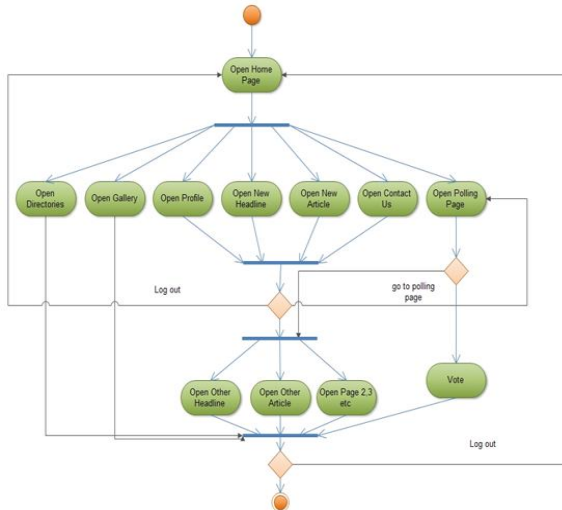 Open Home
Page
Open
Directories
Open Gallery
Open Profile
Open New
Headline
Open New
Article
Open Contact
Us
Open Polling
Page
Log out
go to polling
page
Open Other
Headline
Open Other
Article
Open Page 2,3
etc
Vote
Log out